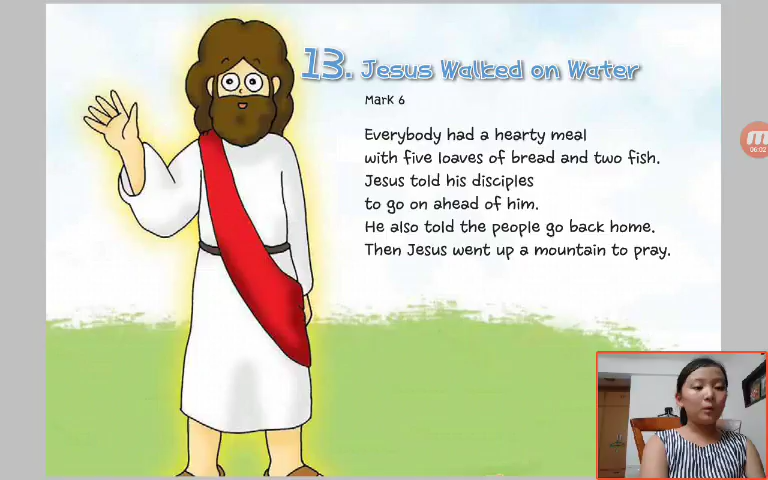 13. Jesus Walked on Water
Mark 6
Everybody had a hearty meal
with five loaves of bread and two fish.
Jesus told his disciples
to go on ahead of him.
He also told the people go back home.
Then Jesus went up a mountain to pray.
06:02